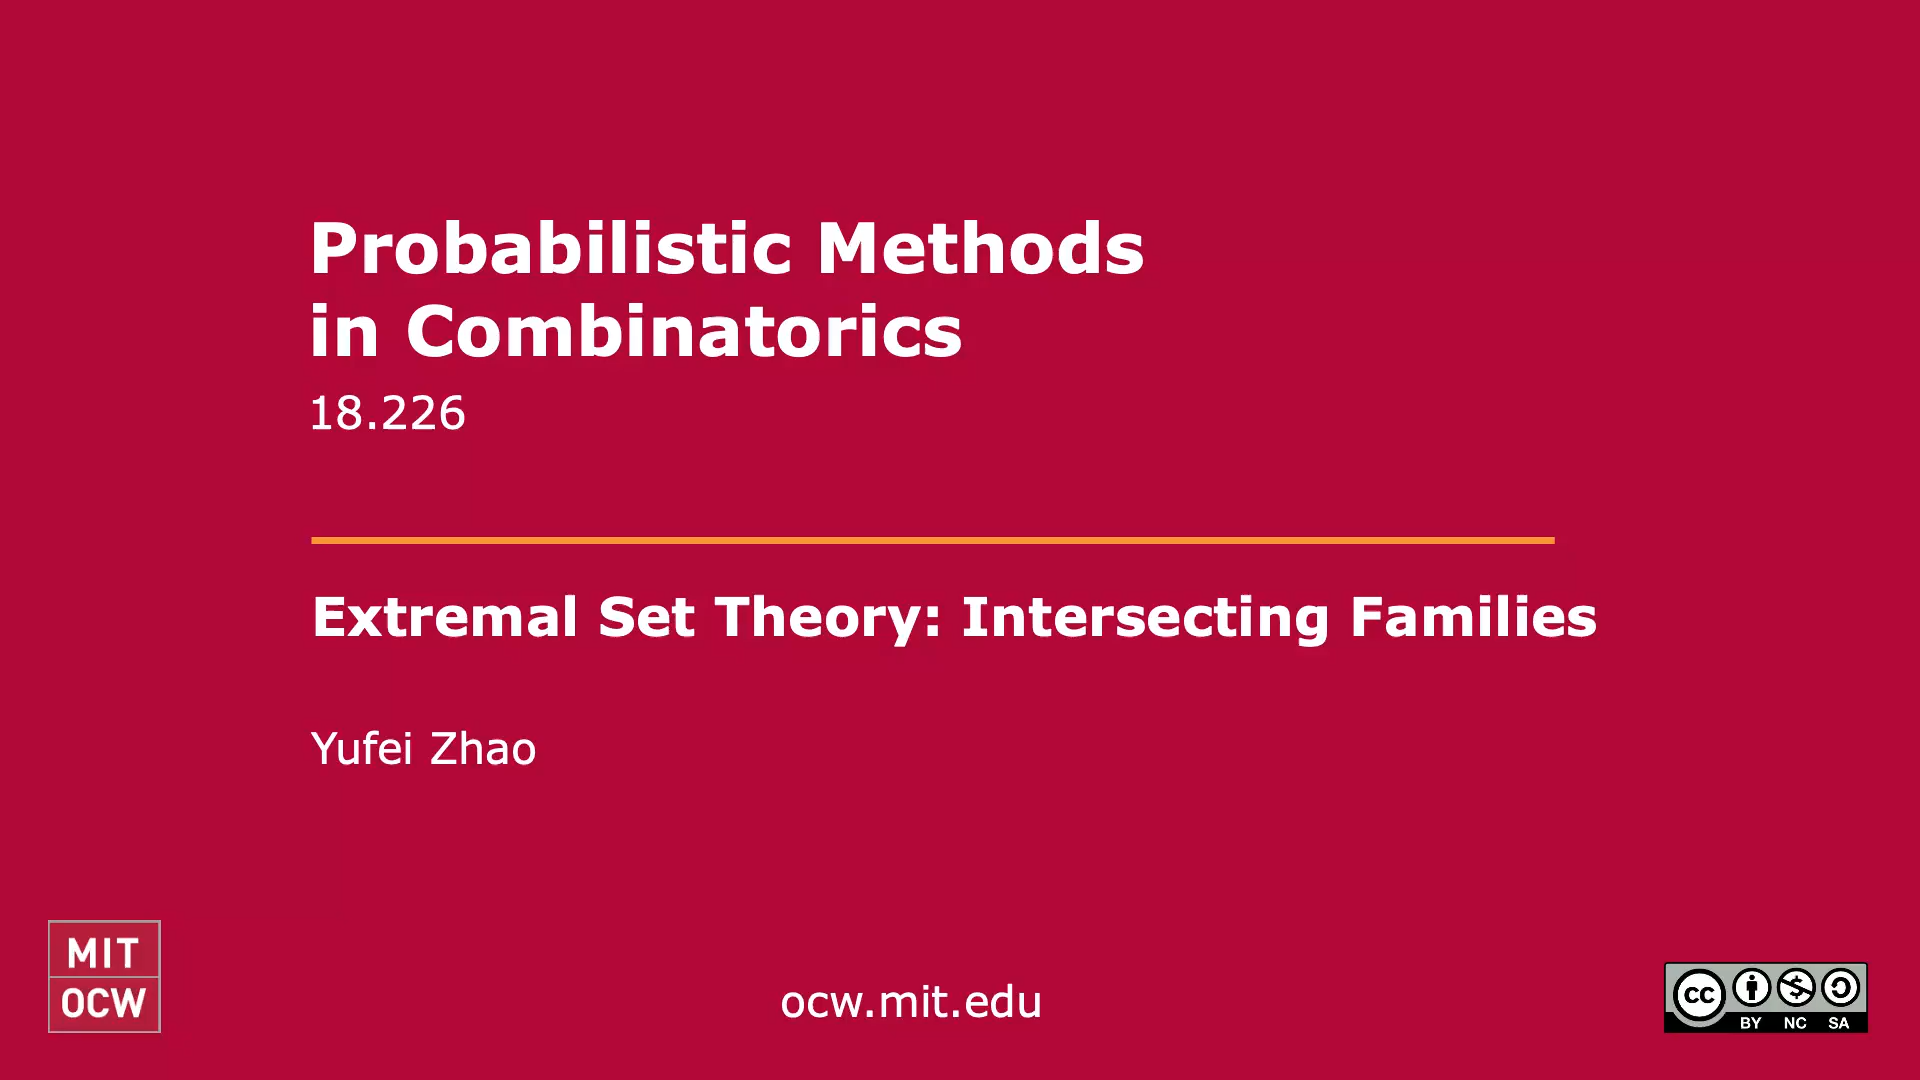 Probabilistic Methods
in Combinatorics
18.226
Extremal Set Theory: Intersecting Families
Yufei Zhao
MIT
OCW
ocw.mit.edu
cc
BY NC SA